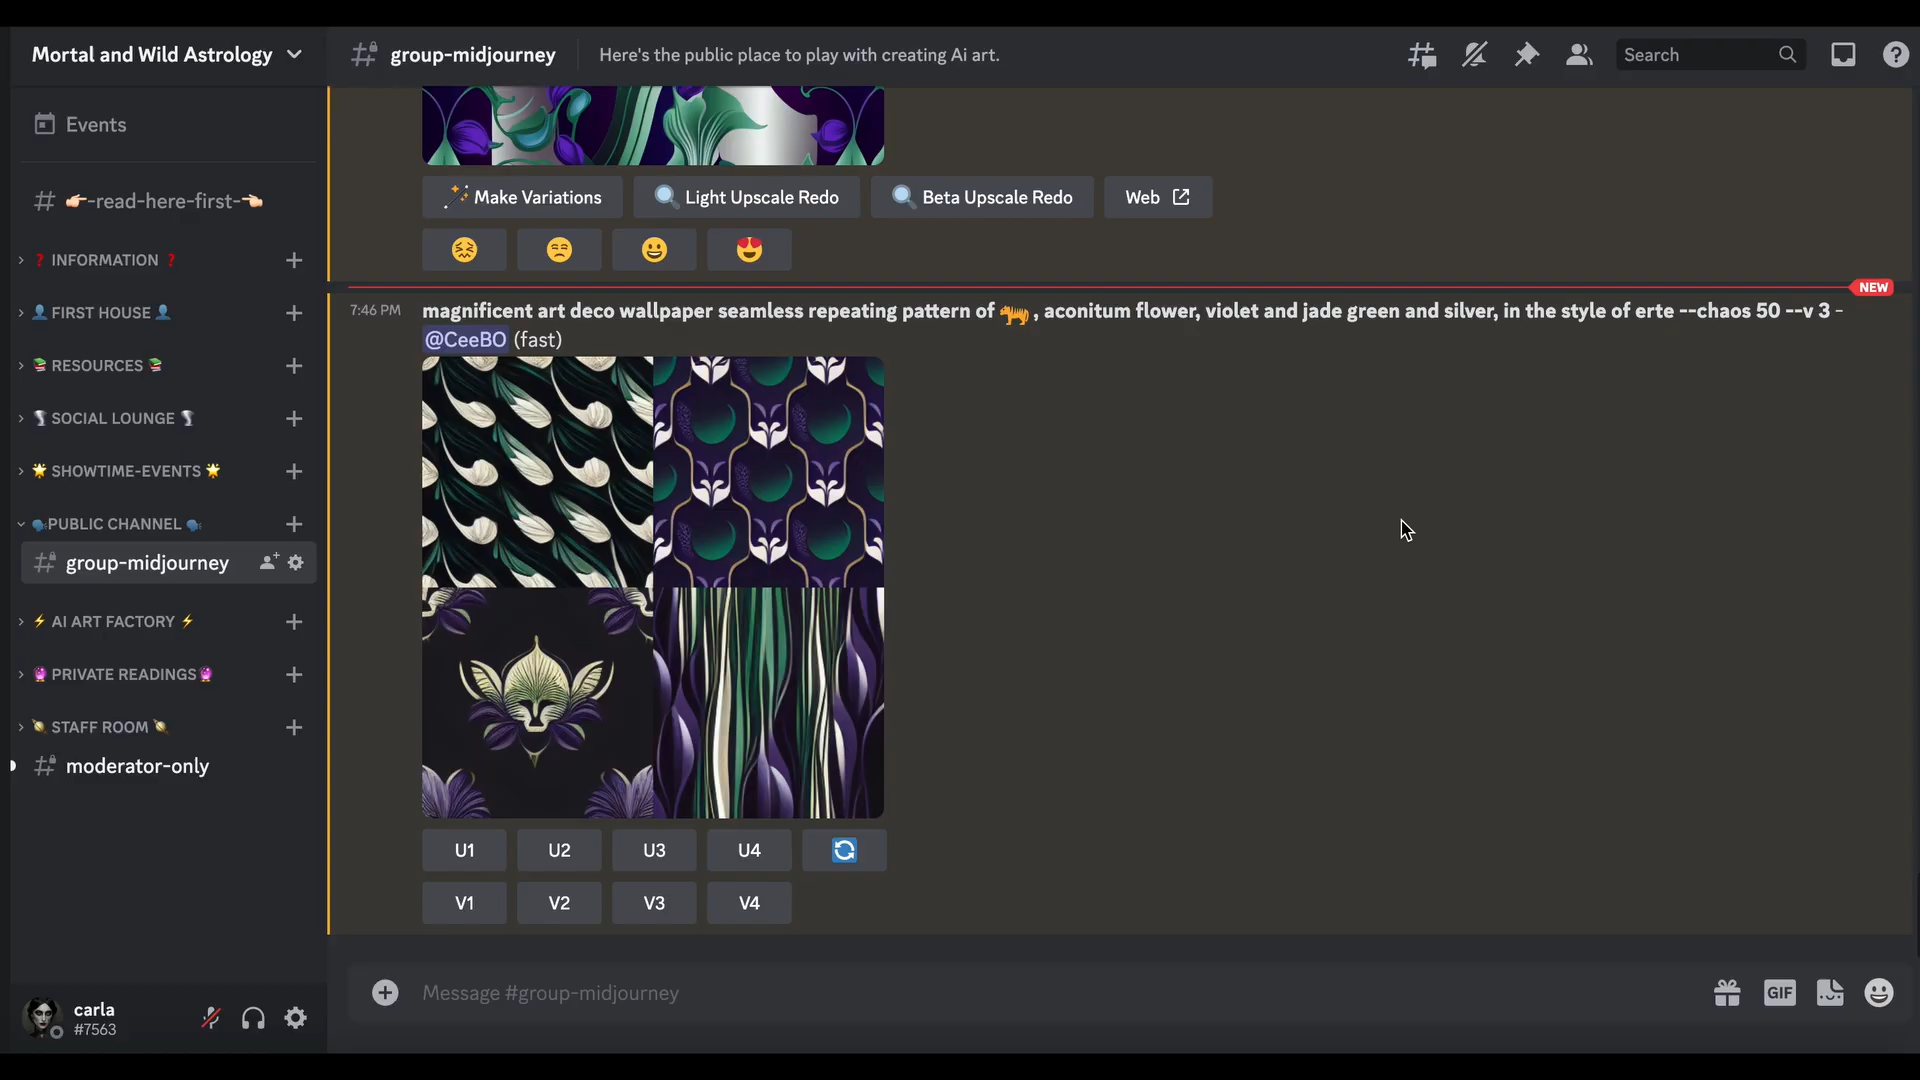 Mortal and Wild Astrology
group-midjourney
Here's the public place to play with creating Ai art.
Search
Events
👉🏻-read-here-first-👈🏻
❓ INFORMATION ❓
👤 FIRST HOUSE 👤
📚 RESOURCES 📚
🌪️ SOCIAL LOUNGE 🌪️
🌟 SHOWTIME-EVENTS 🌟
🗣️PUBLIC CHANNEL 🗣️
group-midjourney
⚡ AI ART FACTORY ⚡
🔮 PRIVATE READINGS🔮
🪐 STAFF ROOM 🪐
moderator-only
carla
#7563
Make Variations
Light Upscale Redo
Beta Upscale Redo
Web
NEW
7:46 PM
magnificent art deco wallpaper seamless repeating pattern of 🐅 , aconitum flower, violet and jade green and silver, in the style of erte --chaos 50 --v 3 -
@CeeBO (fast)
U1 U2 U3 U4
V1 V2 V3 V4
Message #group-midjourney
GIF